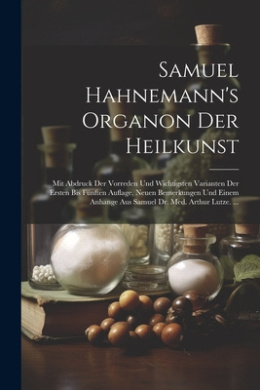 Samuel
Hahnemann's
Organon Der
Heilkunst
Mit Abdruck Der Vorreden Und Wichtigsten Varianten Der
Ersten Bis Fünften Auflage, Neuen Bemerkungen Und Einem
Anhange Aus Samuel Dr. Med. Arthur Lutze. ...